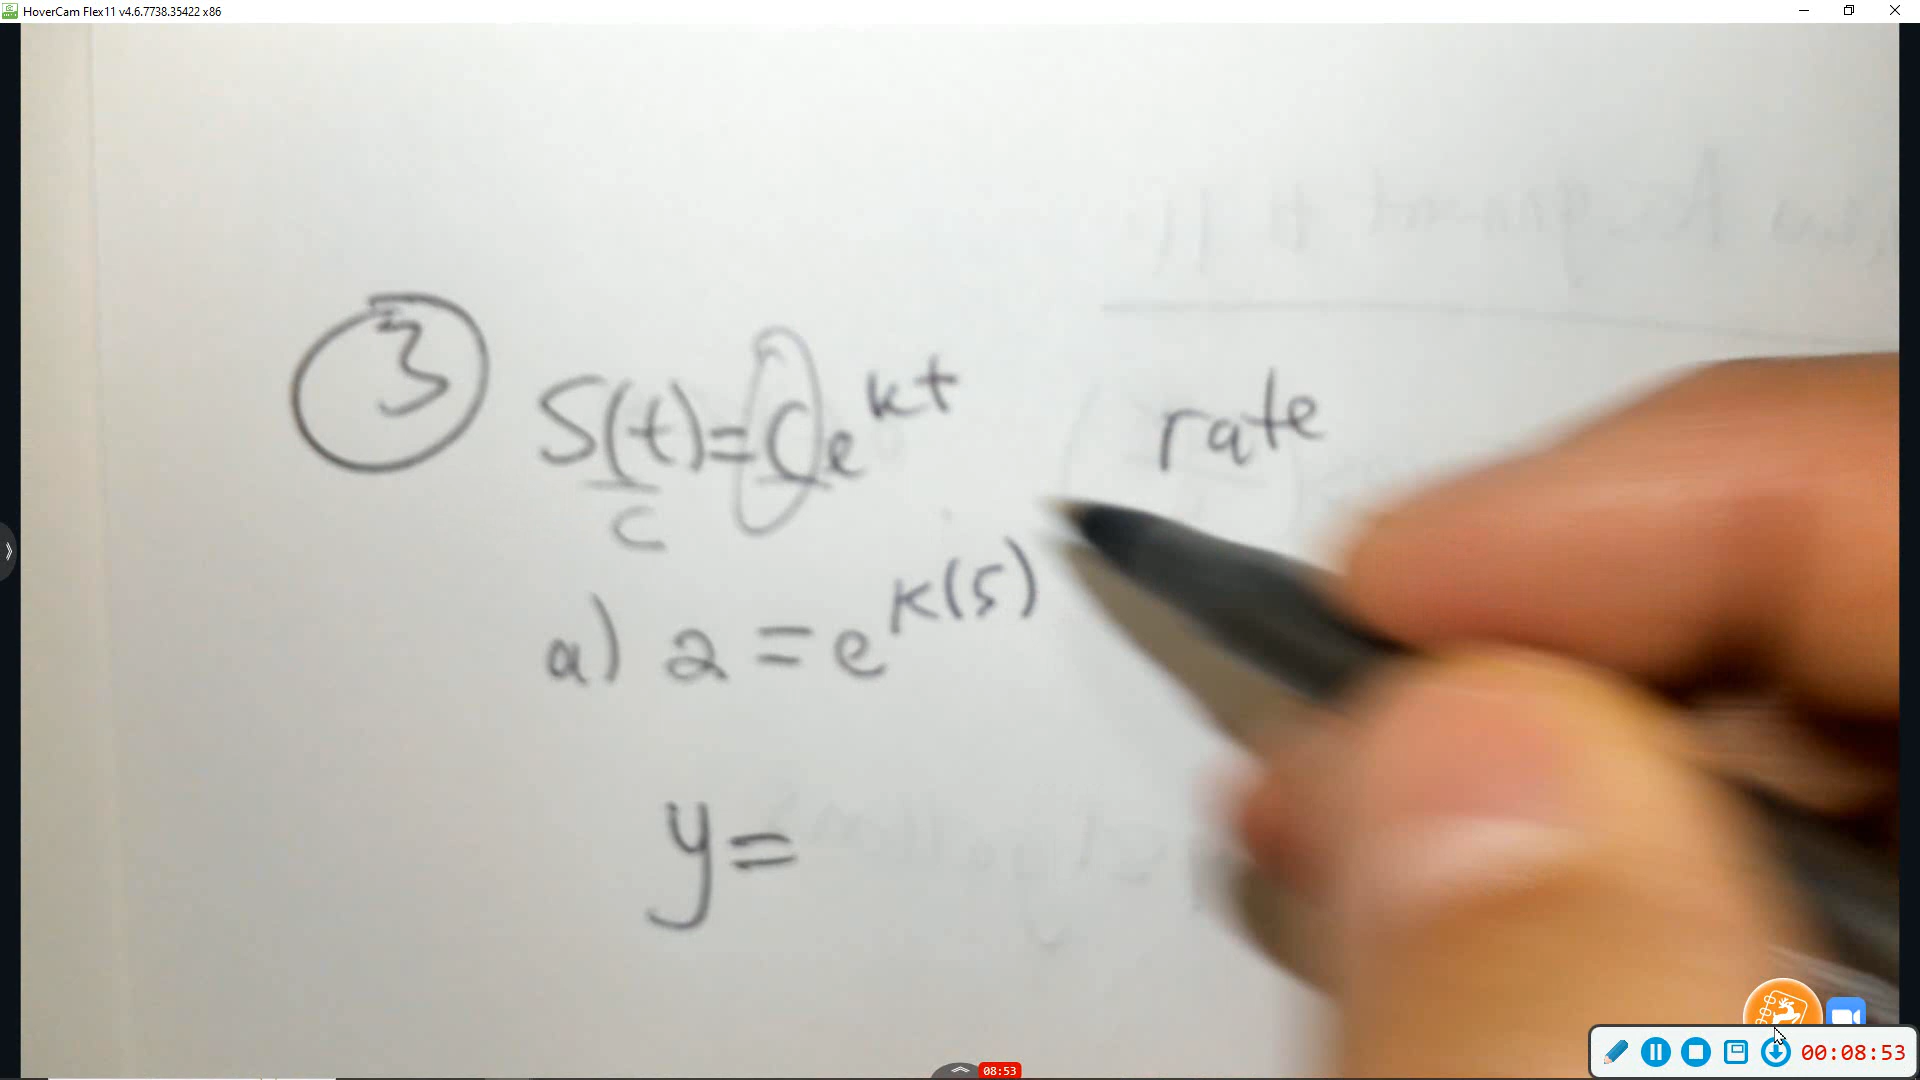 HoverCam Flex11 v4.6.7738.35422 x86
3 S(t)=Ce^kt rate
C
a) 2 = e^k(5)
y=
08:53
00:08:53